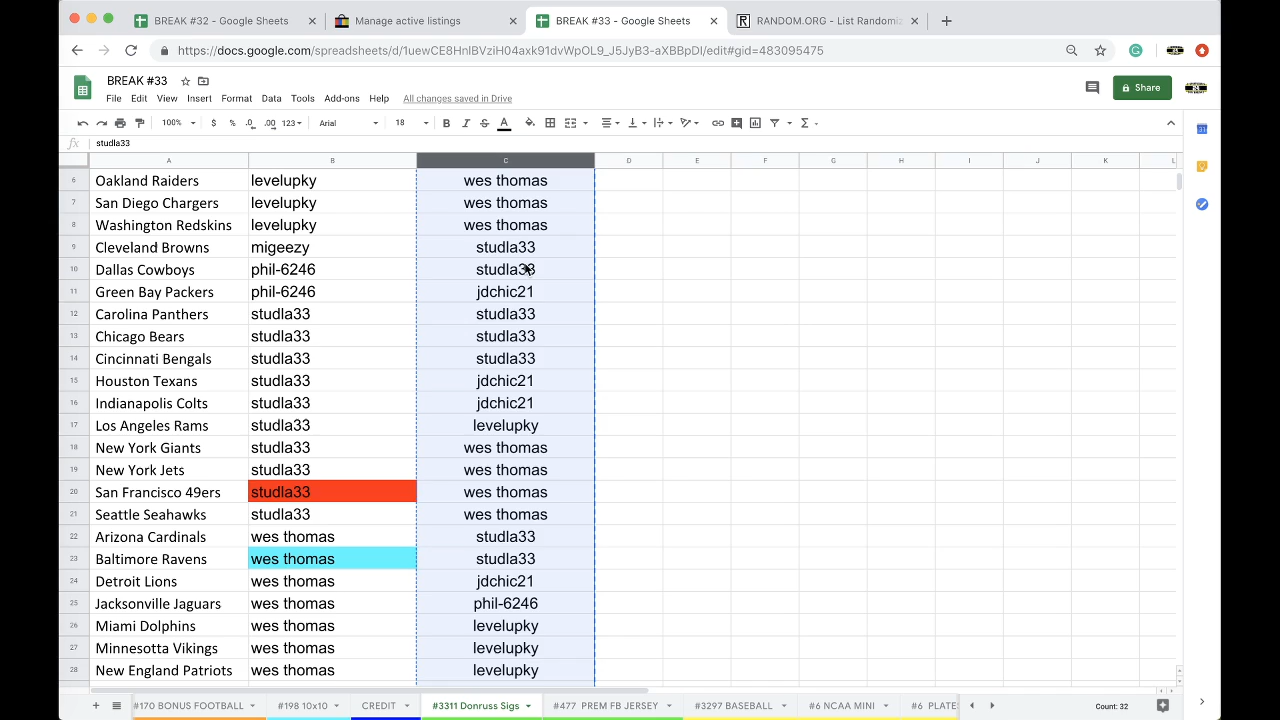 BREAK #32 - Google Sheets
Manage active listings
BREAK #33 - Google Sheets
RANDOM.ORG - List Randomiz
https://docs.google.com/spreadsheets/d/1uewCE8HnIBVziH04axk91dvWpOL9_J5JyB3-aXBBpDI/edit#gid=483095475
BREAK #33
File Edit View Insert Format Data Tools Add-ons Help All changes saved in Drive
Share
100% $ % .0 .00 123 Arial 18 B I S A
fx studla33
A B C D E F G H I J K L
6 Oakland Raiders levelupky wes thomas
7 San Diego Chargers levelupky wes thomas
8 Washington Redskins levelupky wes thomas
9 Cleveland Browns migeezy studla33
10 Dallas Cowboys phil-6246 studla33
11 Green Bay Packers phil-6246 jdchic21
12 Carolina Panthers studla33 studla33
13 Chicago Bears studla33 studla33
14 Cincinnati Bengals studla33 studla33
15 Houston Texans studla33 jdchic21
16 Indianapolis Colts studla33 jdchic21
17 Los Angeles Rams studla33 levelupky
18 New York Giants studla33 wes thomas
19 New York Jets studla33 wes thomas
20 San Francisco 49ers studla33 wes thomas
21 Seattle Seahawks studla33 wes thomas
22 Arizona Cardinals wes thomas studla33
23 Baltimore Ravens wes thomas studla33
24 Detroit Lions wes thomas jdchic21
25 Jacksonville Jaguars wes thomas phil-6246
26 Miami Dolphins wes thomas levelupky
27 Minnesotta Vikings wes thomas levelupky
28 New England Patriots wes thomas levelupky
#170 BONUS FOOTBALL #198 10x10 CREDIT #3311 Donruss Sigs #477 PREM FB JERSEY #3297 BASEBALL #6 NCAA MINI #6 PLATE Count: 32